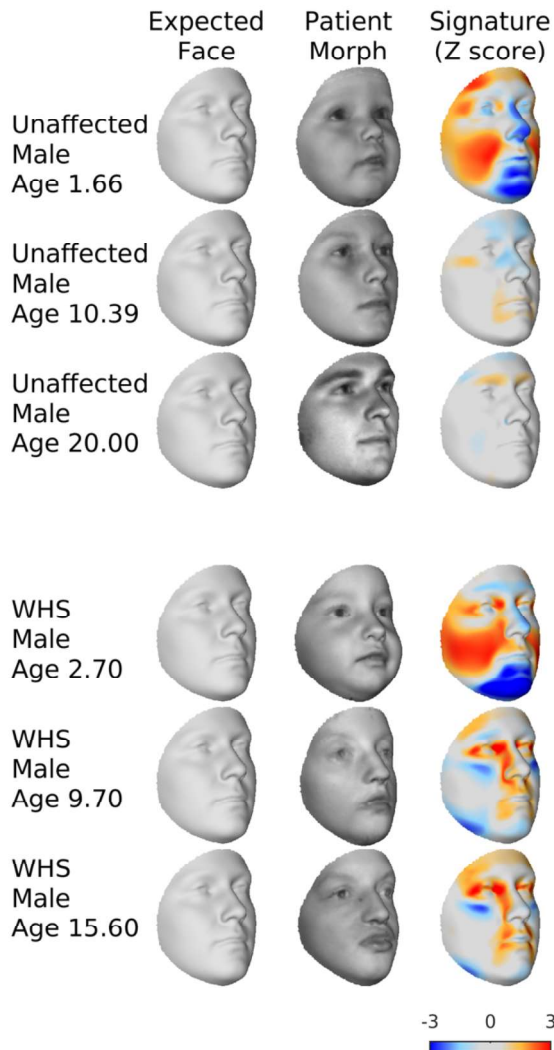 Expected Patient Signature
Face Morph (Z score)
Unaffected
Male
Age 1.66
Unaffected
Male
Age 10.39
Unaffected
Male
Age 20.00
WHS
Male
Age 2.70
WHS
Male
Age 9.70
WHS
Male
Age 15.60
-3 0 3